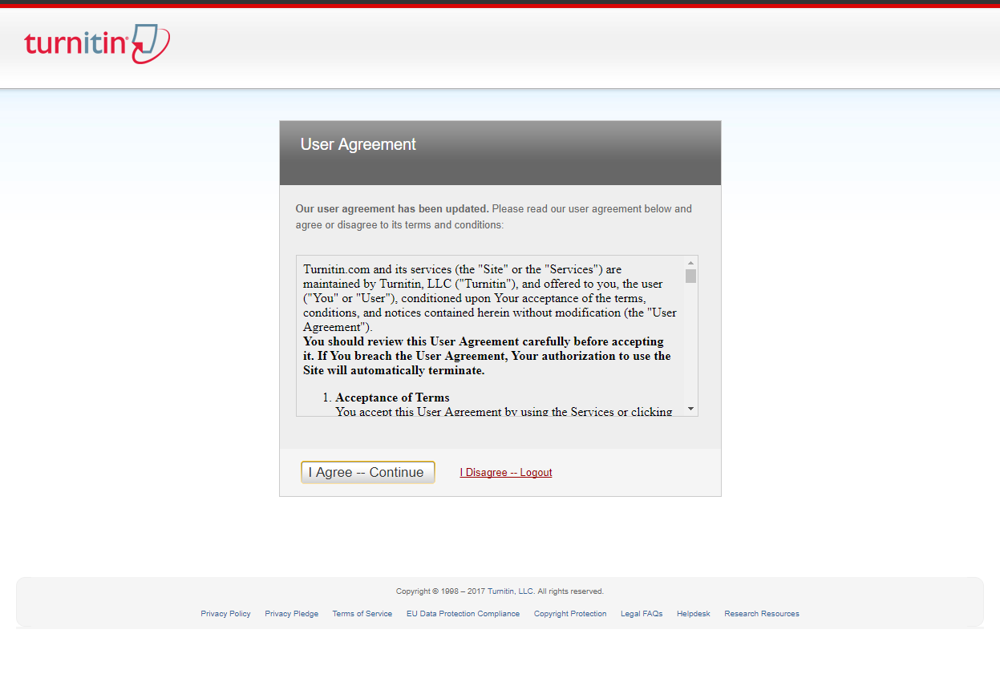 turnitin
User Agreement
Our user agreement has been updated. Please read our user agreement below and
agree or disagree to its terms and conditions:
Turnitin.com and its services (the "Site" or the "Services") are
maintained by Turnitin, LLC ("Turnitin"), and offered to you, the user
("You" or "User"), conditioned upon Your acceptance of the terms,
conditions, and notices contained herein without modification (the "User
Agreement").
You should review this User Agreement carefully before accepting
it. If You breach the User Agreement, Your authorization to use the
Site will automatically terminate.
1. Acceptance of Terms
You accept this User Agreement by using the Services or clicking
I Agree -- Continue I Disagree -- Logout
Copyright © 1998 – 2017 Turnitin, LLC. All rights reserved.
Privacy Policy Privacy Pledge Terms of Service EU Data Protection Compliance Copyright Protection Legal FAQs Helpdesk Research Resources